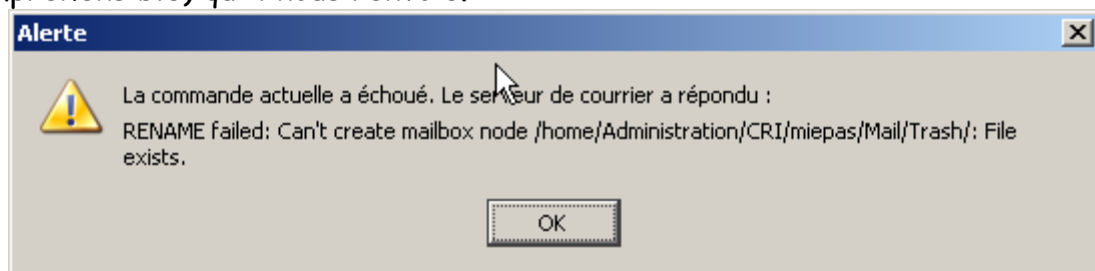 Alerte
La commande actuelle a échoué. Le serveur de courrier a répondu :
RENAME failed: Can't create mailbox node /home/Administration/CRI/miepas/Mail/Trash/: File
exists.
OK